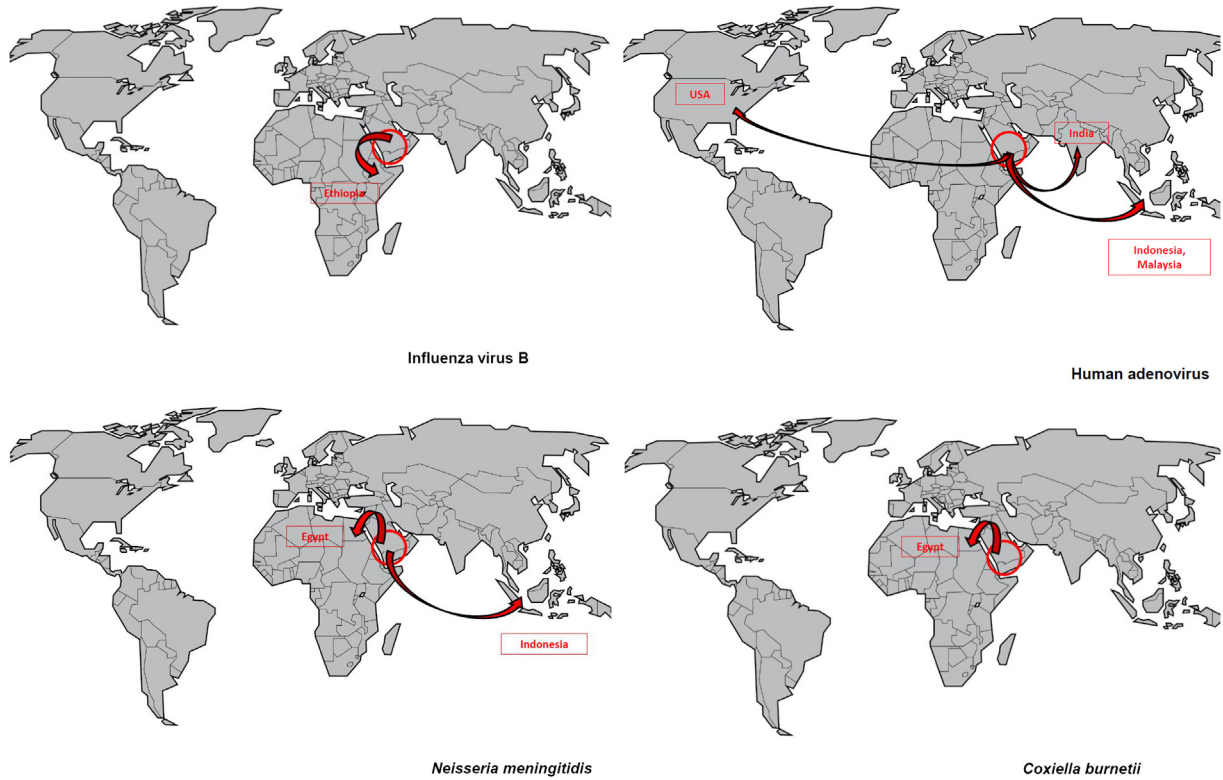 USA
India
Ethiopia
Indonesia,
Malaysia
Influenza virus B
Human adenovirus
Egypt
Indonesia
Egypt
Neisseria meningitidis
Coxiella burnetii